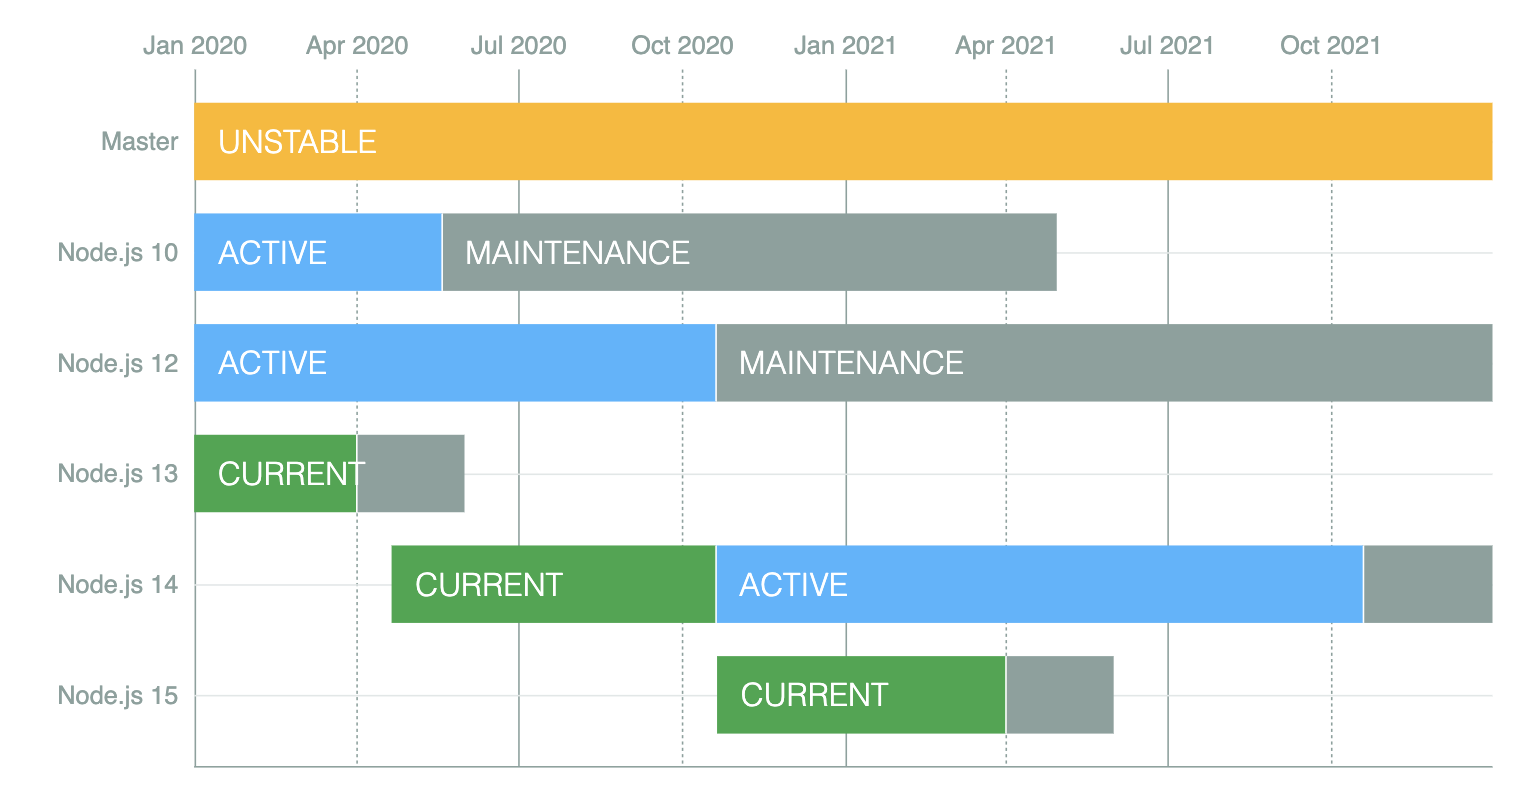 Jan 2020 Apr 2020 Jul 2020 Oct 2020 Jan 2021 Apr 2021 Jul 2021 Oct 2021
Master UNSTABLE
Node.js 10 ACTIVE MAINTENANCE
Node.js 12 ACTIVE MAINTENANCE
Node.js 13 CURRENT
Node.js 14 CURRENT ACTIVE
Node.js 15 CURRENT